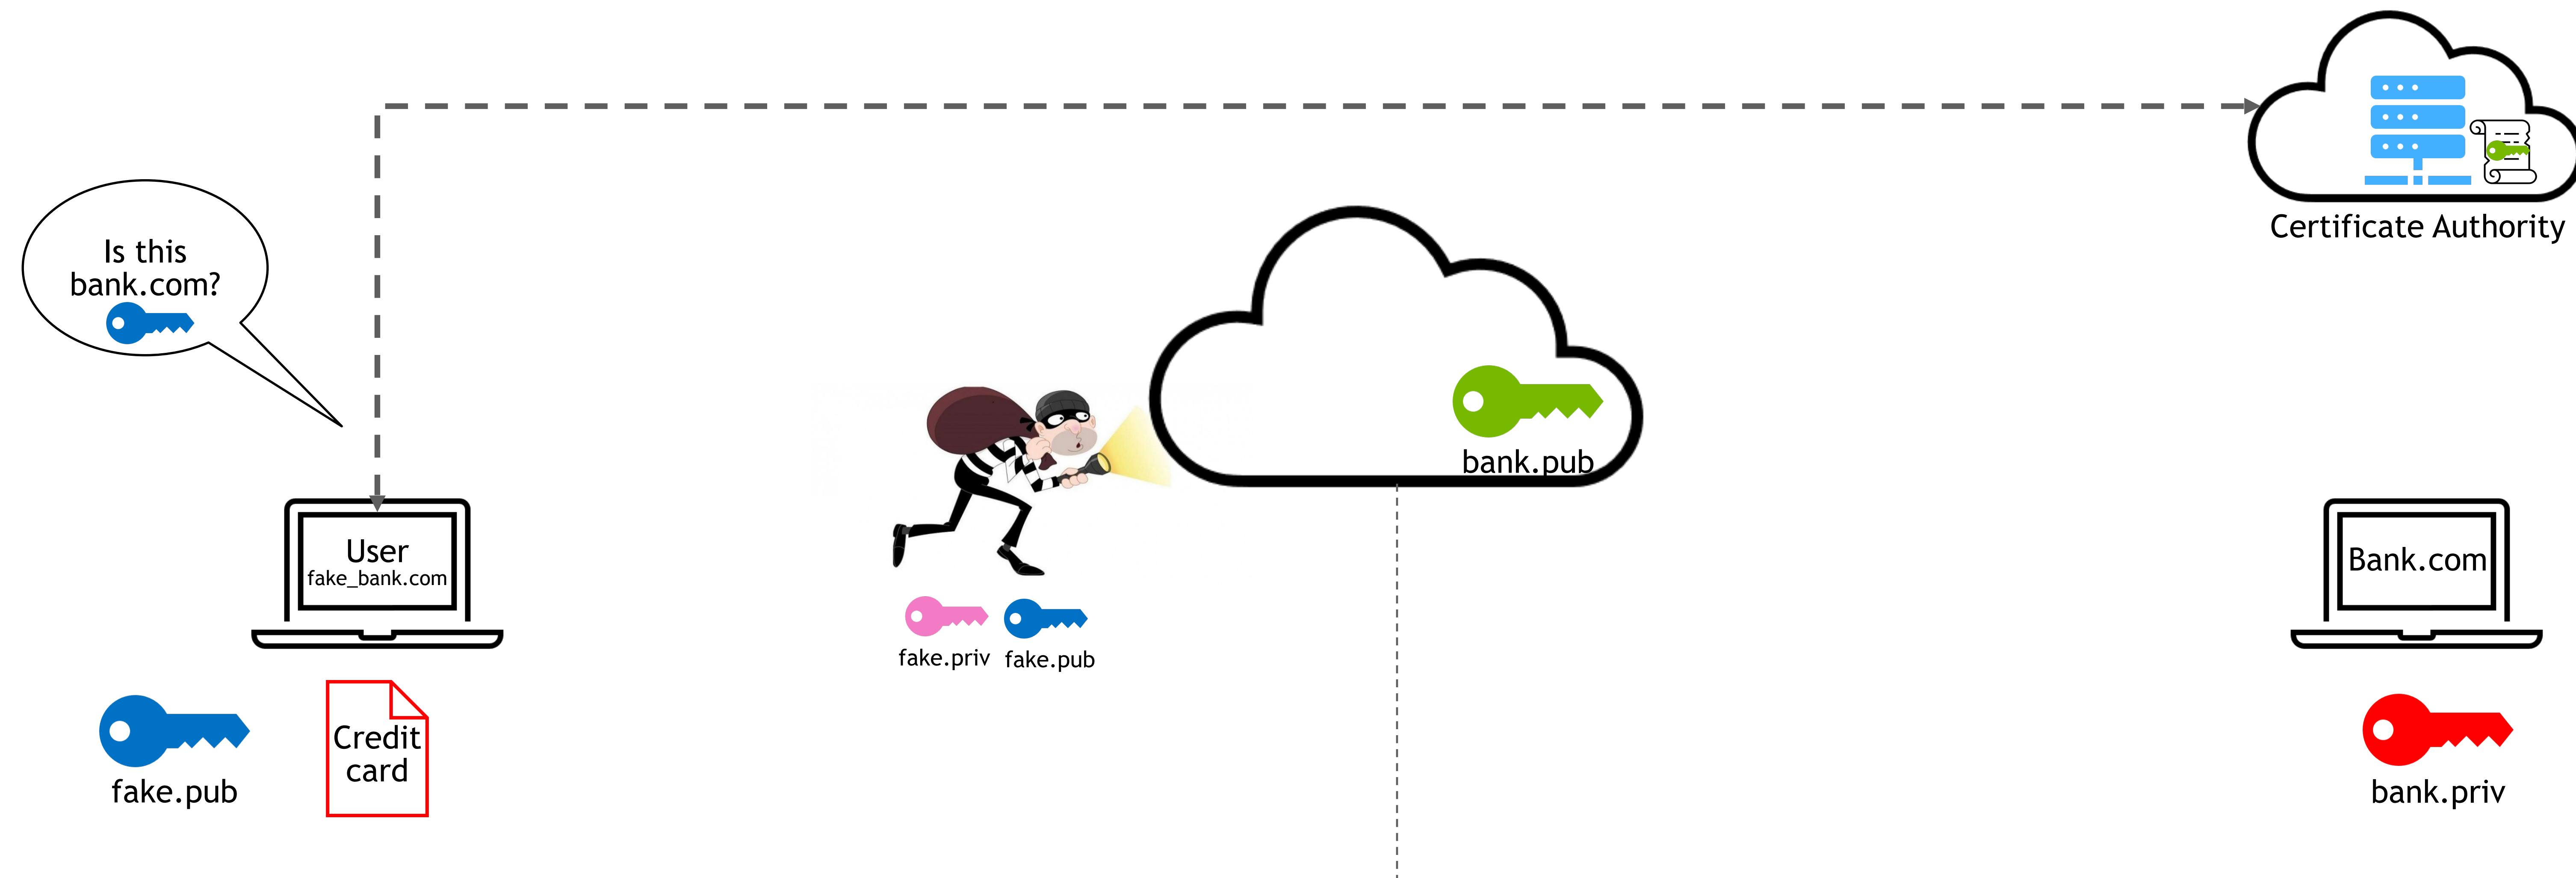 Certificate Authority
Is this
bank.com?
bank.pub
User
fake_bank.com
Bank.com
fake.priv
fake.pub
Credit
card
fake.pub
bank.priv